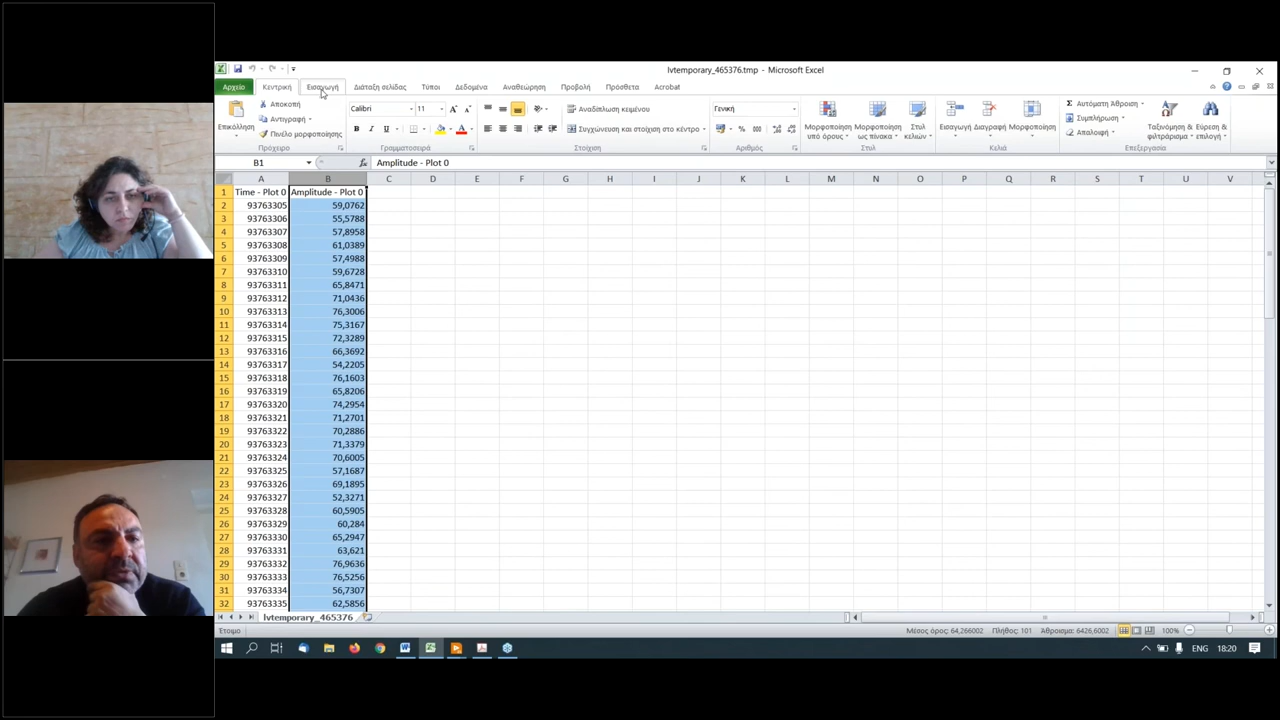 lvtemporary_465376.tmp - Microsoft Excel
Αρχείο Κεντρική Εισαγωγή Διάταξη σελίδας Τύποι Δεδομένα Αναθεώρηση Προβολή Πρόσθετα Acrobat
Επικόλληση Αποκοπή Αντιγραφή Πινέλο μορφοποίησης Πρόχειρο
Calibri 11 Γραμματοσειρά
Αναδίπλωση κειμένου Συγχώνευση και στοίχιση στο κέντρο Στοίχιση
Γενική Αριθμός
Μορφοποίηση υπό όρους Μορφοποίηση ως πίνακα Στυλ κελιών Στυλ
Εισαγωγή Διαγραφή Μορφοποίηση Κελιά
Αυτόματη Άθροιση Συμπλήρωση Απαλοιφή Ταξινόμηση & φιλτράρισμα Εύρεση & επιλογή Επεξεργασία
B1 fx Amplitude - Plot 0
A B C D E F G H I J K L M N O P Q R S T U V
1 Time - Plot 0 Amplitude - Plot 0
2 93763305 59,0762
3 93763306 55,5788
4 93763307 57,8958
5 93763308 61,0389
6 93763309 57,4988
7 93763310 59,6728
8 93763311 65,8471
9 93763312 71,0436
10 93763313 76,3006
11 93763314 75,3167
12 93763315 72,3289
13 93763316 66,3692
14 93763317 54,2205
15 93763318 76,1603
16 93763319 65,8206
17 93763320 74,2954
18 93763321 71,2701
19 93763322 70,2886
20 93763323 71,3379
21 93763324 70,6005
22 93763325 57,1687
23 93763326 69,1895
24 93763327 52,3271
25 93763328 60,5905
26 93763329 60,284
27 93763330 65,2947
28 93763331 63,621
29 93763332 76,9636
30 93763333 76,5256
31 93763334 56,7307
32 93763335 62,5856
lvtemporary_465376
Έτοιμο Μέσος όρος: 64,266002 Πλήθος: 101 Άθροισμα: 6426,6002 100%
ENG 18:20